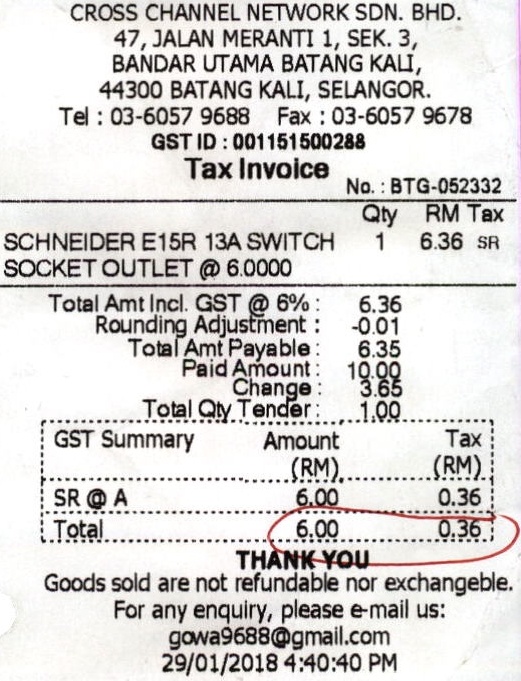 CROSS CHANNEL NETWORK SDN. BHD.
47, JALAN MERANTI 1, SEK. 3,
BANDAR UTAMA BATANG KALI,
44300 BATANG KALI, SELANGOR.
Tel : 03-6057 9688 Fax : 03-6057 9678
GST ID : 001151500288
Tax Invoice
No. : BTG-052332
Qty RM Tax
SCHNEIDER E15R 13A SWITCH 1 6.36 SR
SOCKET OUTLET @ 6.0000
Total Amt Incl. GST @ 6% : 6.36
Rounding Adjustment : -0.01
Total Amt Payable : 6.35
Paid Amount : 10.00
Change : 3.65
Total Qty Tender : 1.00
GST Summary Amount Tax
(RM) (RM)
SR @ A 6.00 0.36
Total 6.00 0.36
THANK YOU
Goods sold are not refundable nor exchangeble.
For any enquiry, please e-mail us:
gowa9688@gmail.com
29/01/2018 4:40:40 PM